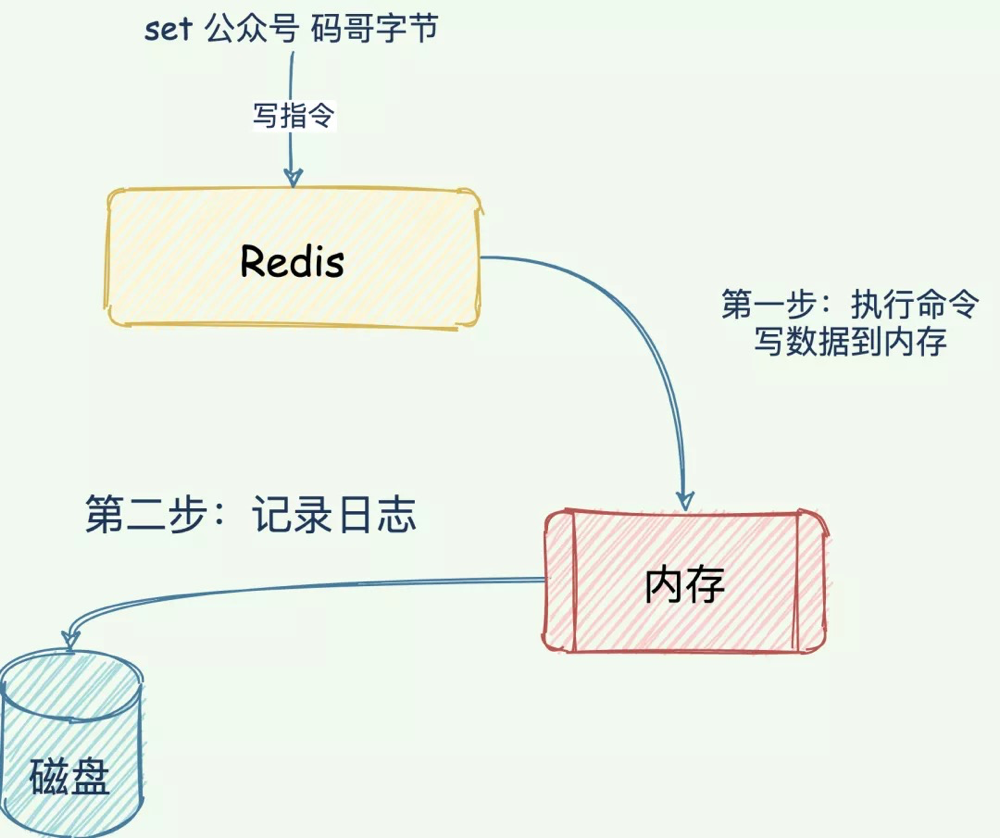 set 公众号 码哥字节
写指令
Redis
第一步：执行命令
写数据到内存
第二步：记录日志
内存
磁盘